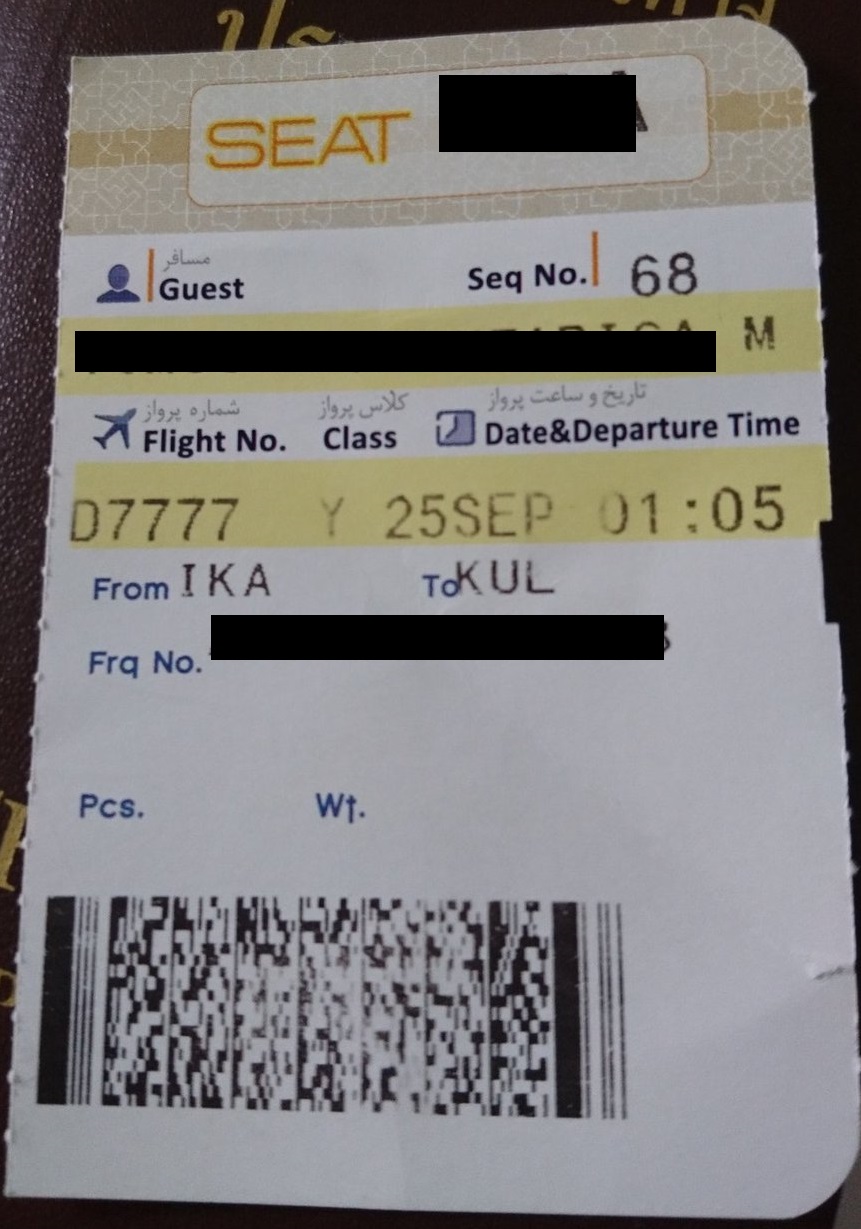 SEAT
مسافر
Guest
Seq No. 68
M
شماره پرواز کلاس پرواز تاریخ و ساعت پرواز
Flight No. Class Date&Departure Time
D7777 Y 25SEP 01:05
From IKA To KUL
Frq No.
Pcs. Wt.